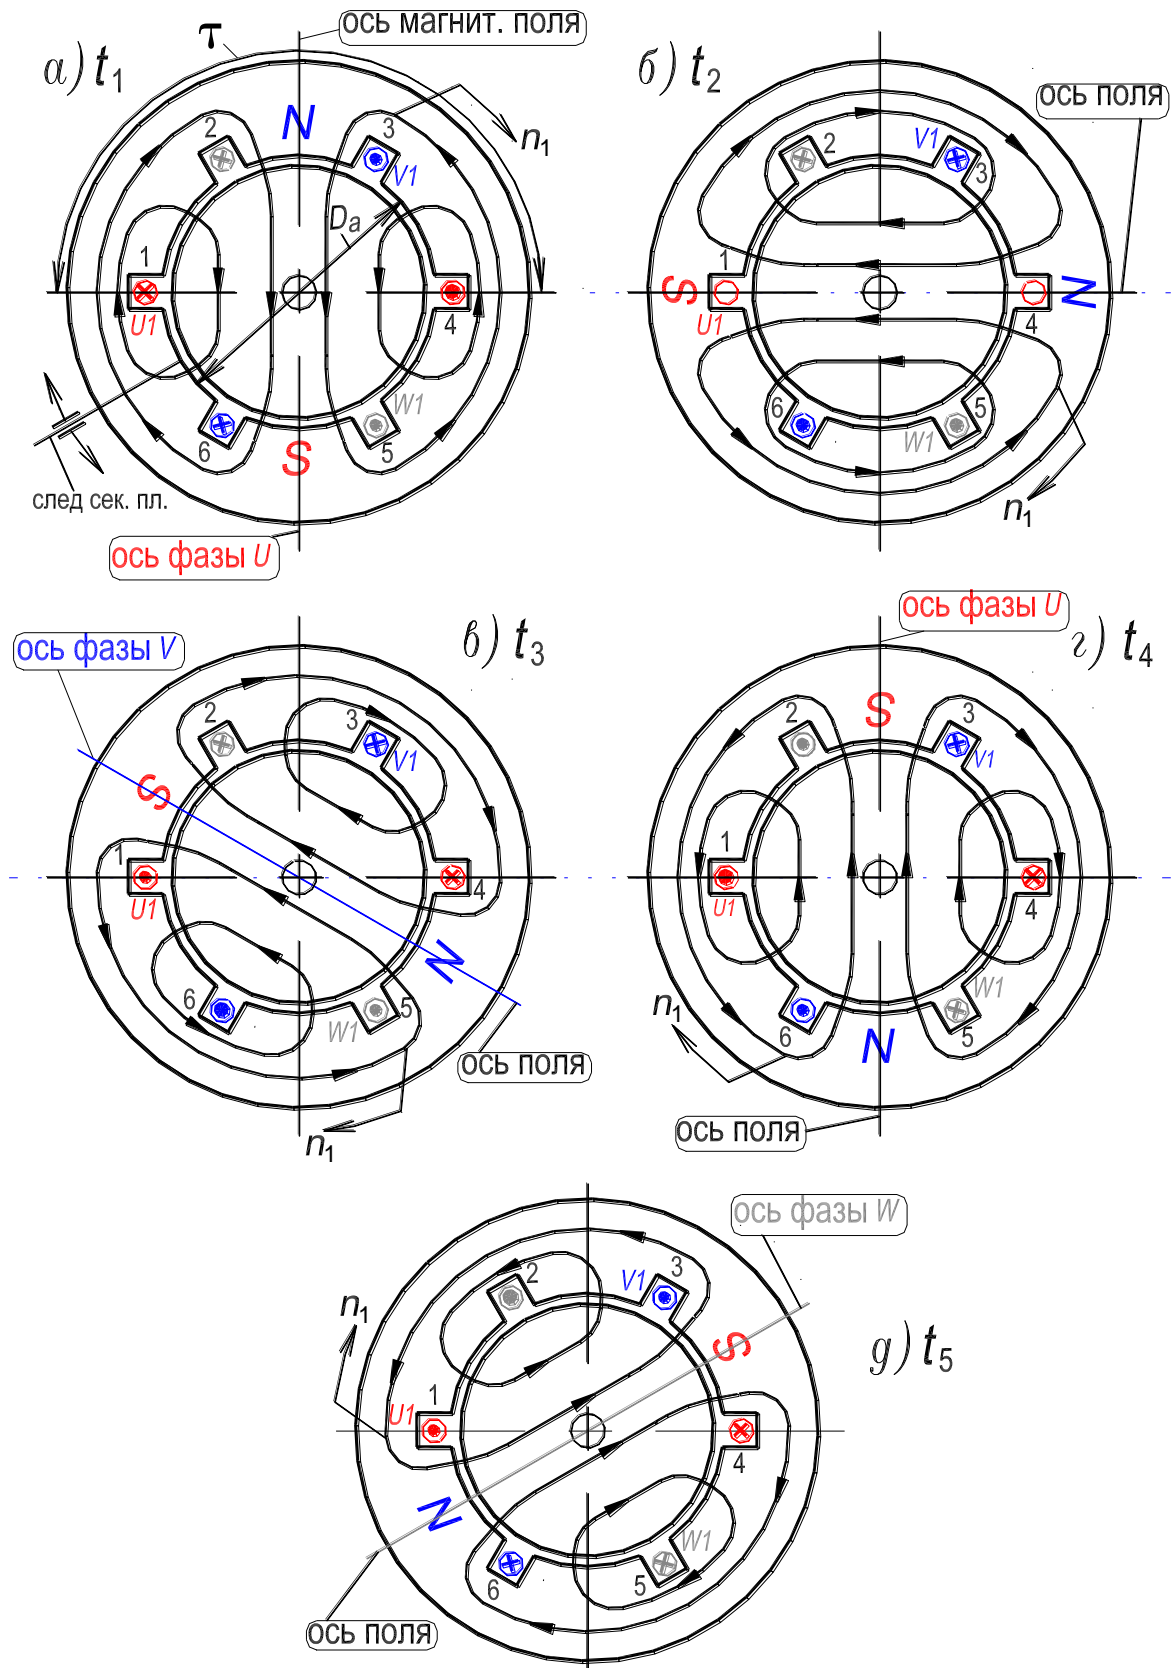 а) t1
τ
ось магнит. поля
N
2
3
n1
V1
Da
1
U1
4
W1
6
5
S
след сек. пл.
ось фазы U
б) t2
ось поля
V1
2
3
1
S
N
U1
4
6
5
W1
n1
в) t3
ось фазы V
2
3
V1
S
1
U1
4
N
6
W1
5
ось поля
n1
г) t4
ось фазы U
2
S
3
V1
1
U1
4
n1
W1
6
N
5
ось поля
д) t5
ось фазы W
2
V1
3
n1
S
1
U1
4
N
W1
6
5
ось поля